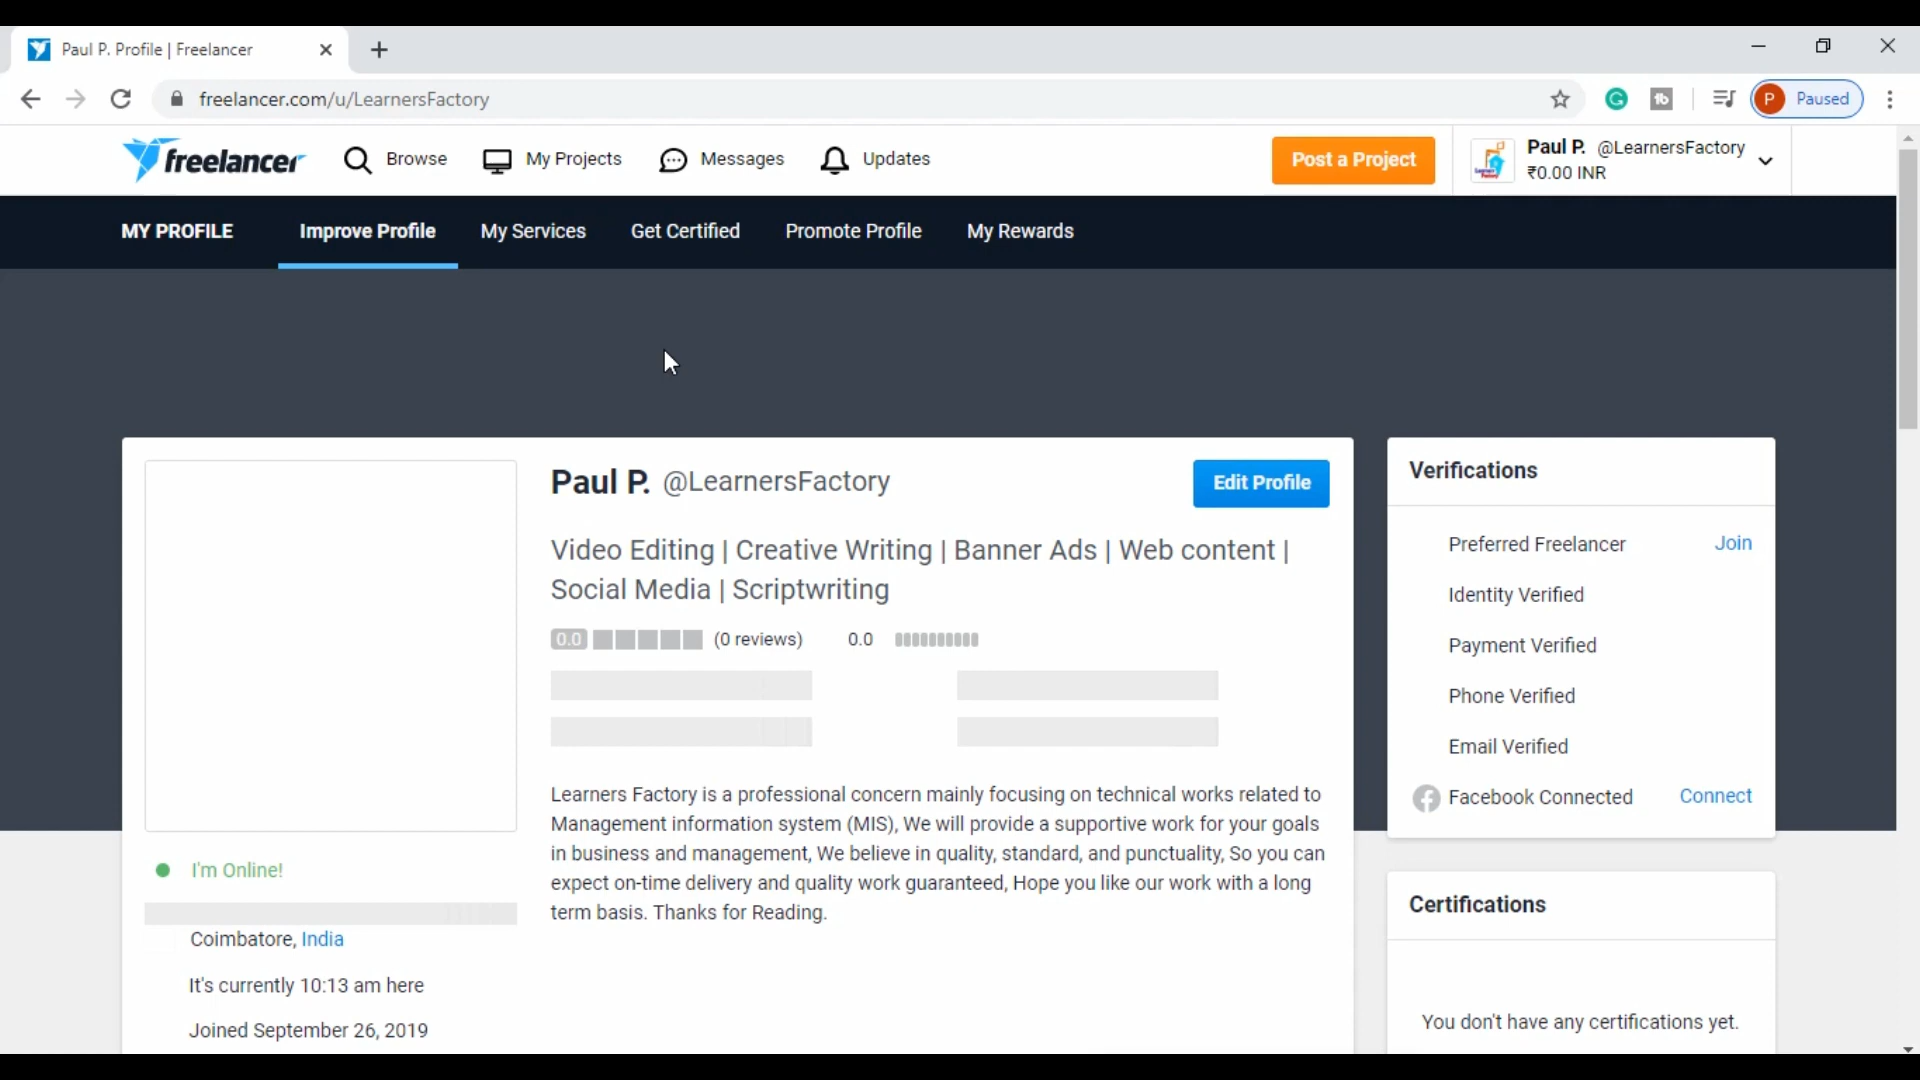 Paul P. Profile | Freelancer
freelancer.com/u/LearnersFactory
P Paused
freelancer
Browse
My Projects
Messages
Updates
Post a Project
Paul P. @LearnersFactory
₹0.00 INR
MY PROFILE
Improve Profile
My Services
Get Certified
Promote Profile
My Rewards
Paul P. @LearnersFactory
Edit Profile
Video Editing | Creative Writing | Banner Ads | Web content |
Social Media | Scriptwriting
0.0 (0 reviews) 0.0
Learners Factory is a professional concern mainly focusing on technical works related to
Management information system (MIS), We will provide a supportive work for your goals
in business and management, We believe in quality, standard, and punctuality, So you can
expect on-time delivery and quality work guaranteed, Hope you like our work with a long
term basis. Thanks for Reading.
I'm Online!
Coimbatore, India
It's currently 10:13 am here
Joined September 26, 2019
Verifications
Preferred Freelancer Join
Identity Verified
Payment Verified
Phone Verified
Email Verified
Facebook Connected Connect
Certifications
You don't have any certifications yet.